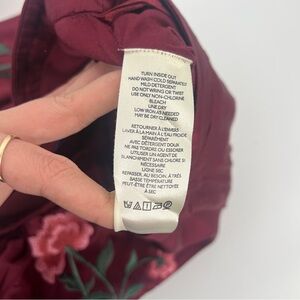 TURN INSIDE OUT
HAND WASH COLD SEPARATELY
MILD DETERGENT
DO NOT WRING OR TWIST
USE ONLY NON-CHLORINE
BLEACH
LINE DRY
LOW IRON AS NEEDED
MAY BE DRY CLEANED
RETOURNER À L'ENVERS
LAVER À LA MAIN À L'EAU FROIDE
SÉPARÉMENT
AVEC DÉTERGENT DOUX
NE PAS TORDRE OU ESSORER
UTILISER UN AGENT DE
BLANCHIMENT SANS CHLORE SI
NÉCESSAIRE
LIGNE SEC
REPASSER, AU BESOIN, À TRÈS
BASSE TEMPÉRATURE
PEUT-ÊTRE ÊTRE NETTOYÉE
À SEC